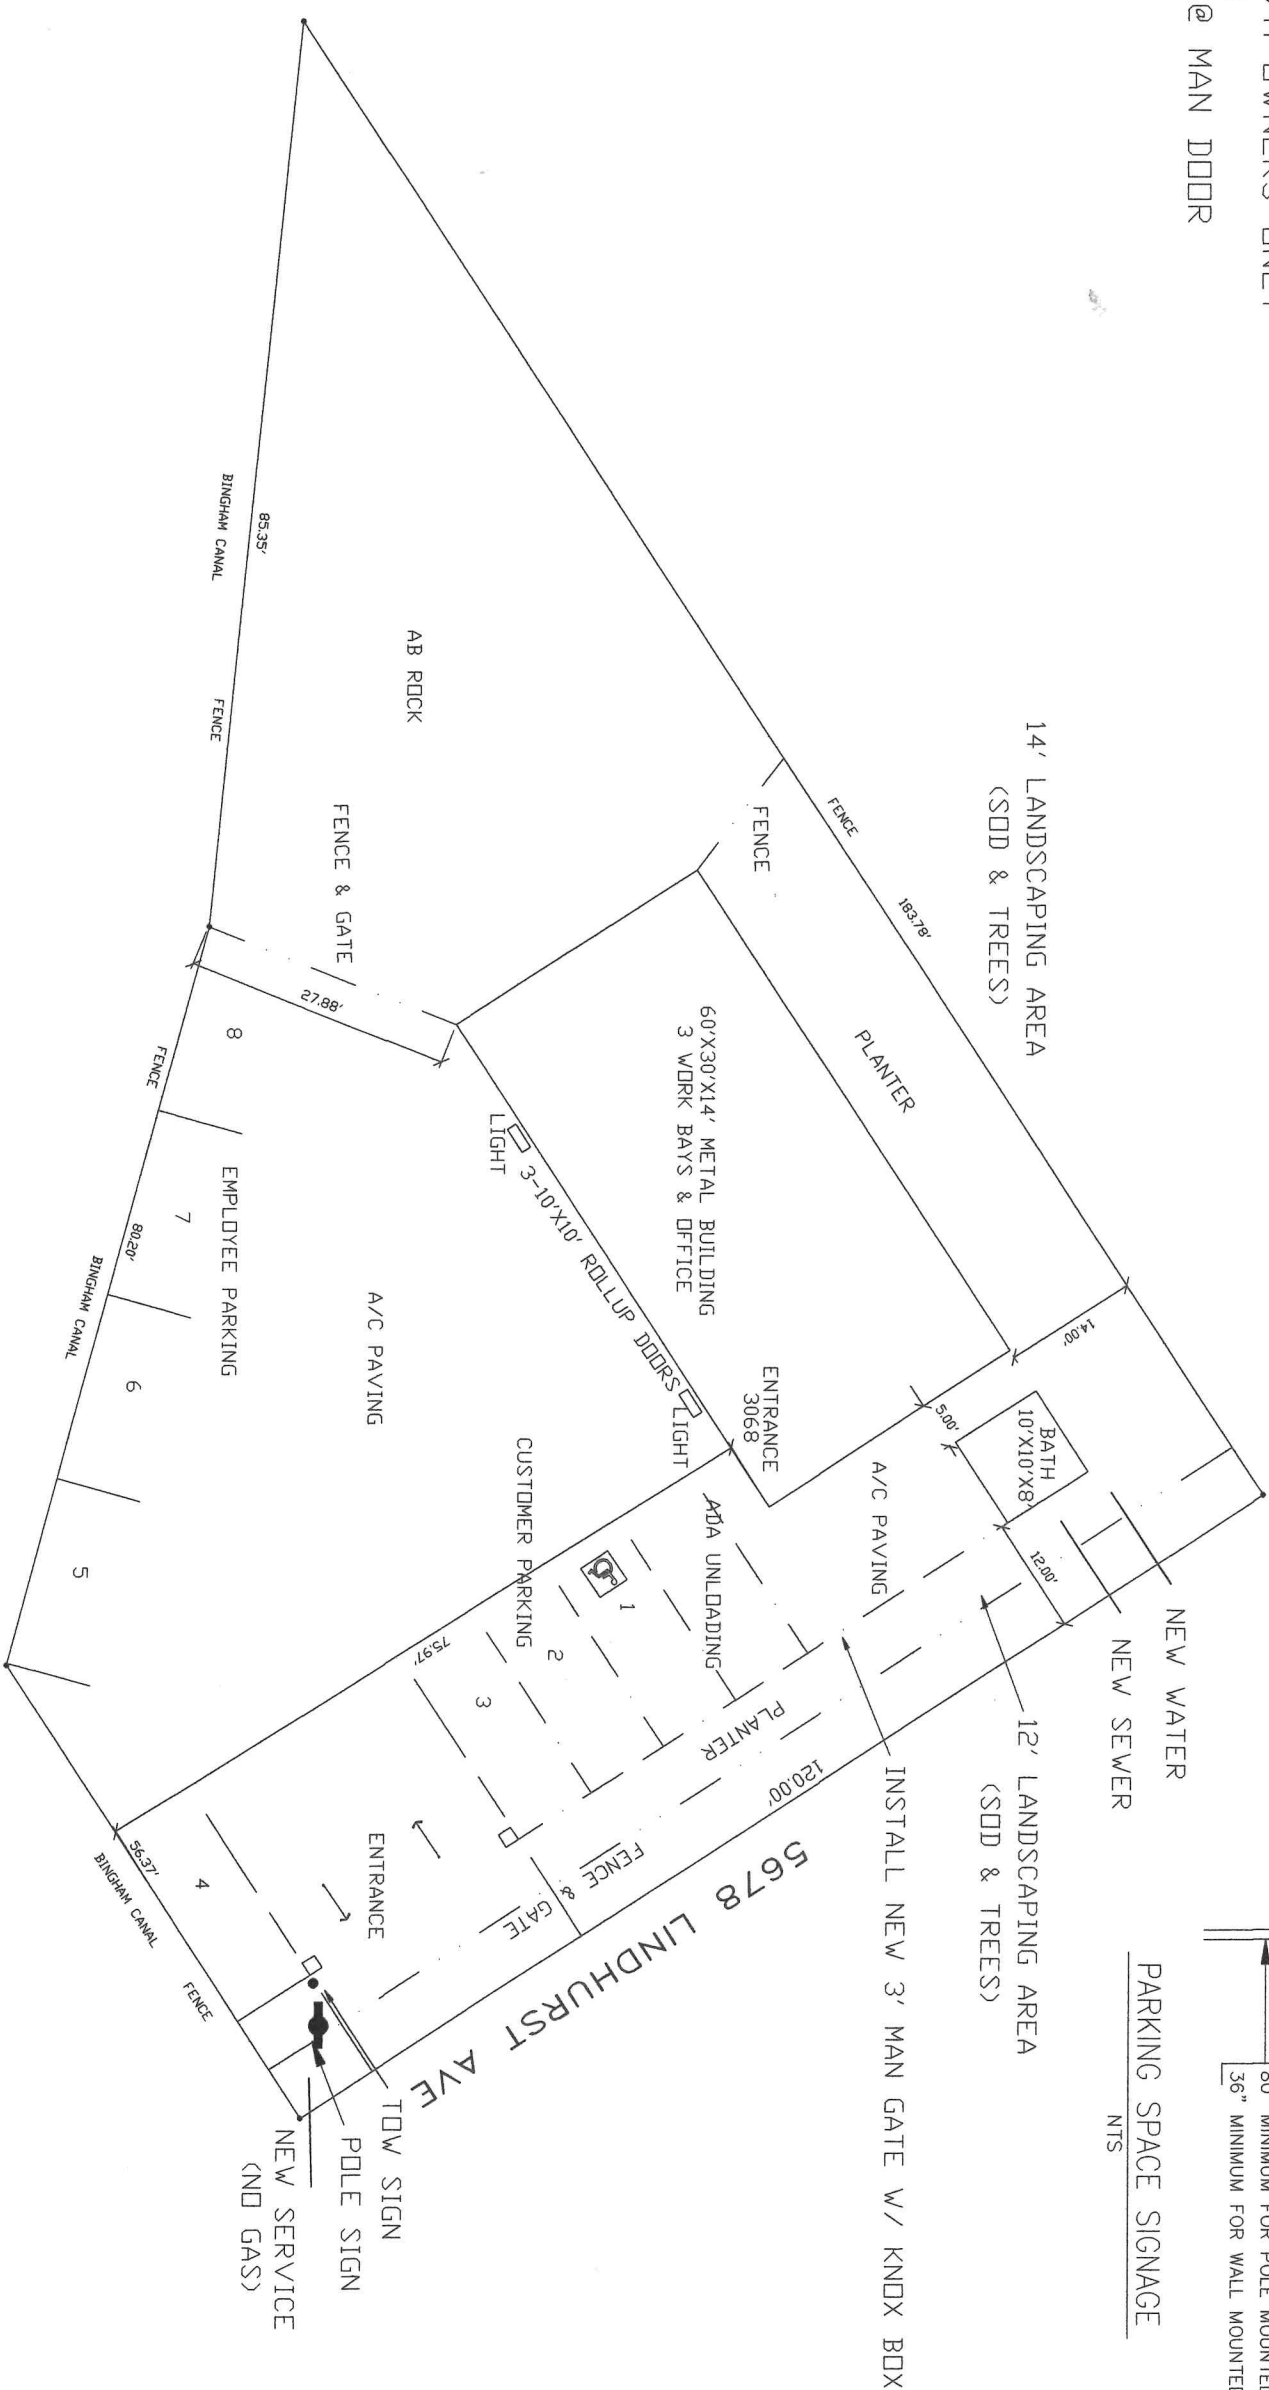 @ MAN DOOR
14' LANDSCAPING AREA
(SOD & TREES)
FENCE
183.78'
PLANTER
FENCE
60'X30'X14' METAL BUILDING
3 WORK BAYS & OFFICE
AB ROCK
FENCE & GATE
27.88'
85.35'
BINGHAM CANAL
FENCE
LIGHT
3-10'X10' ROLLUP DOORS
LIGHT
ENTRANCE
3068
14.00'
5.00'
BATH
10'X10'X8'
12.00'
A/C PAVING
NEW WATER
NEW SEWER
12' LANDSCAPING AREA
(SOD & TREES)
INSTALL NEW 3' MAN GATE W/ KNOX BOX
ADA UNLOADING
CUSTOMER PARKING
1
2
3
75.97'
PLANTER
120.00'
5678 LINDHURST AVE
FENCE & GATE
ENTRANCE
A/C PAVING
EMPLOYEE PARKING
8
7
6
5
4
FENCE
80.20'
BINGHAM CANAL
56.37'
BINGHAM CANAL
FENCE
TOW SIGN
POLE SIGN
NEW SERVICE
(NO GAS)
MINIMUM FOR POLE MOUNTED
36" MINIMUM FOR WALL MOUNTED
PARKING SPACE SIGNAGE
NTS